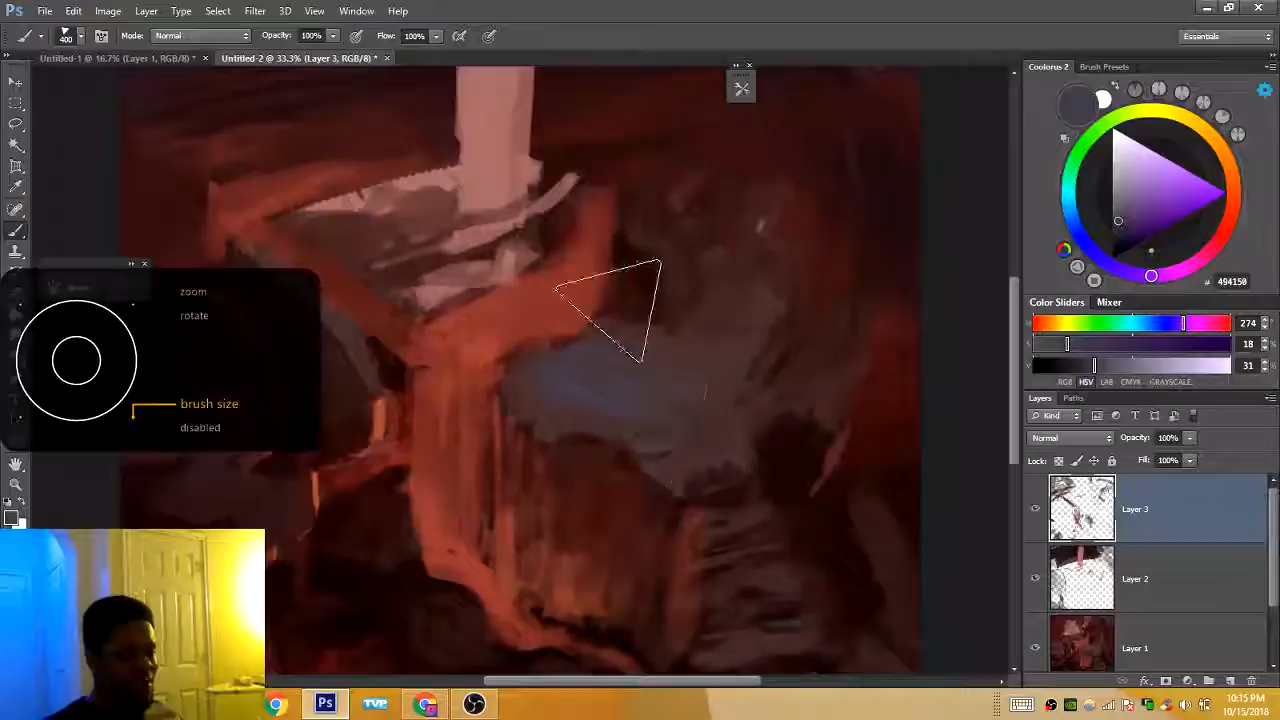 Ps File Edit Image Layer Type Select Filter 3D View Window Help
400 Mode: Normal Opacity: 100% Flow: 100% Essentials
Untitled-1 @ 16.7% (Layer 1, RGB/8) * × Untitled-2 @ 33.3% (Layer 3, RGB/8) * ×
Coolorus 2 Brush Presets
# 494150
Color Sliders Mixer
274
18 %
31 %
RGB HSV LAB CMYK GRAYSCALE
Layers Paths
Kind
Normal Opacity: 100%
Lock: Fill: 100%
Layer 3
Layer 2
Layer 1
zoom
rotate
brush size
disabled
Ps TVP
10:15 PM
10/15/2018